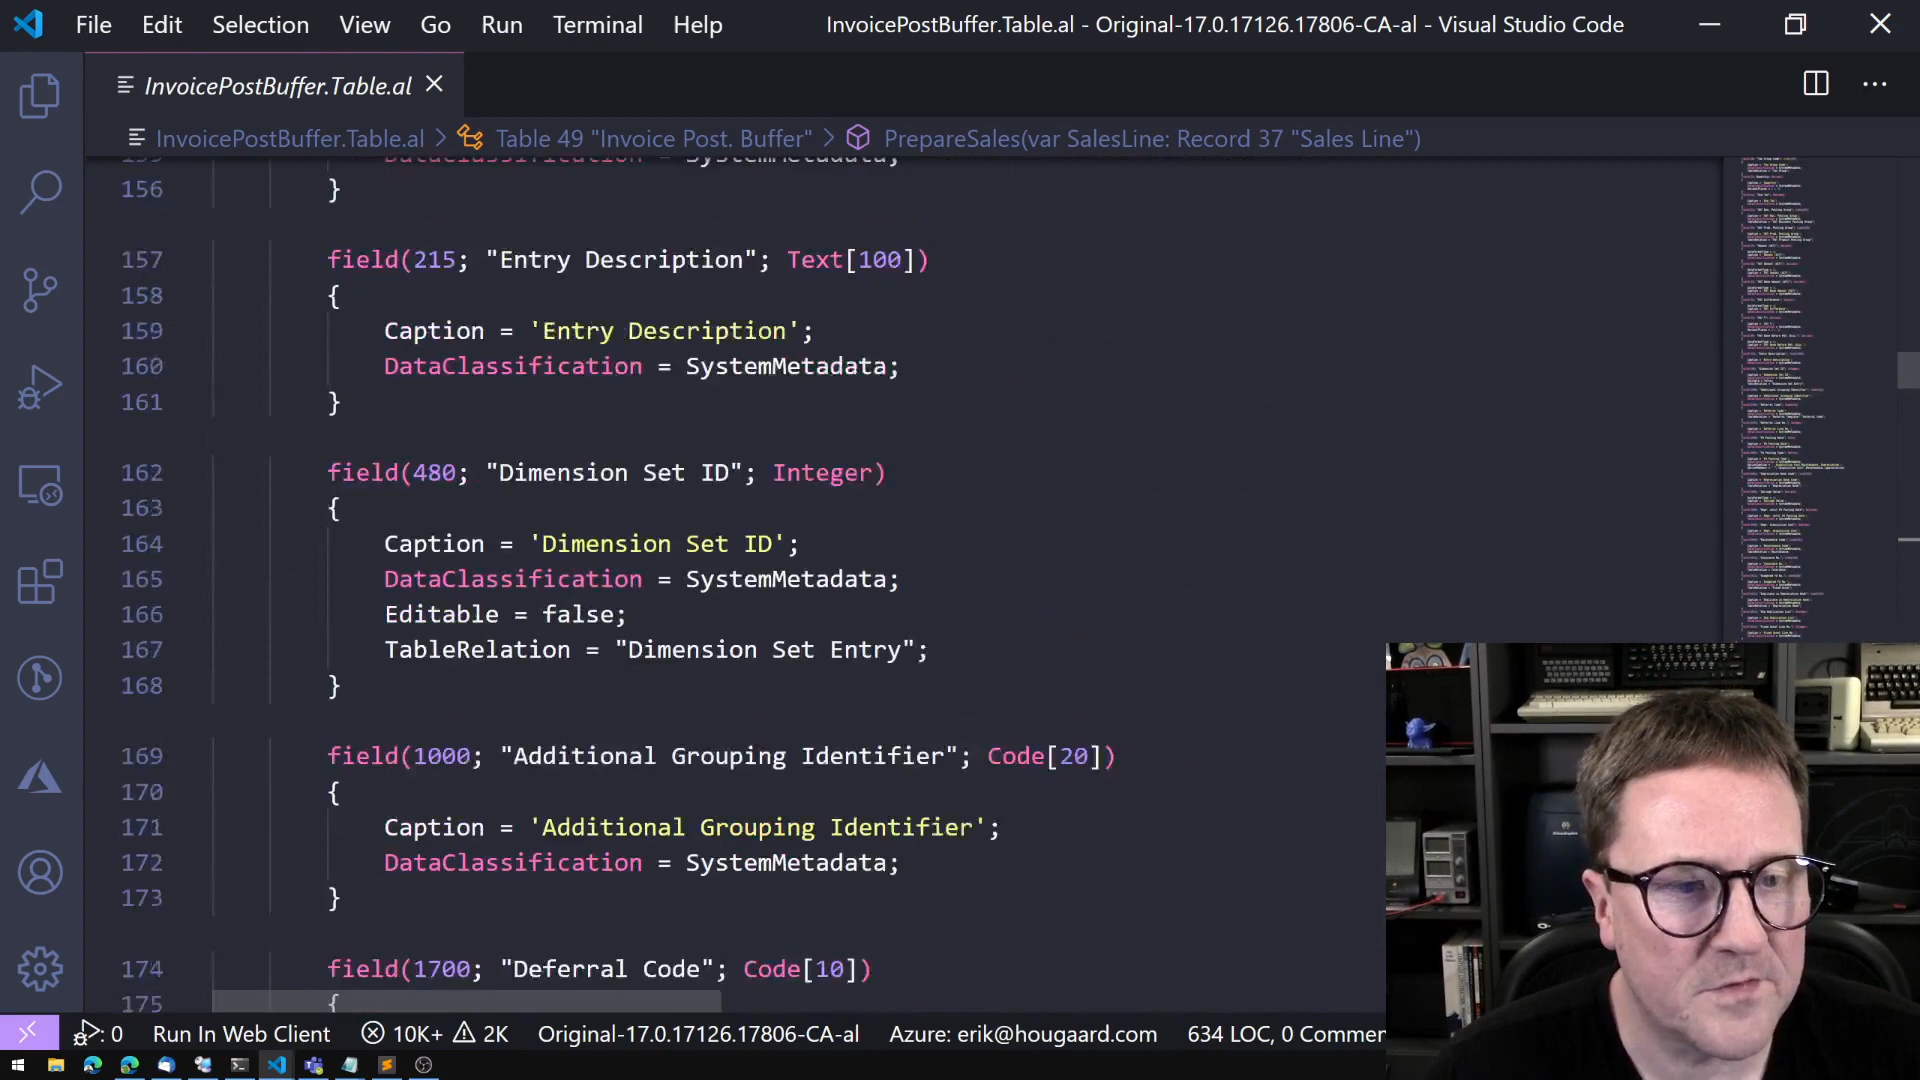 File Edit Selection View Go Run Terminal Help InvoicePostBuffer.Table.al - Original-17.0.17126.17806-CA-al - Visual Studio Code
InvoicePostBuffer.Table.al
InvoicePostBuffer.Table.al > Table 49 "Invoice Post. Buffer" > PrepareSales(var SalesLine: Record 37 "Sales Line")
155 DataClassification = SystemMetadata;
156 }
157 field(215; "Entry Description"; Text[100])
158 {
159 Caption = 'Entry Description';
160 DataClassification = SystemMetadata;
161 }
162 field(480; "Dimension Set ID"; Integer)
163 {
164 Caption = 'Dimension Set ID';
165 DataClassification = SystemMetadata;
166 Editable = false;
167 TableRelation = "Dimension Set Entry";
168 }
169 field(1000; "Additional Grouping Identifier"; Code[20])
170 {
171 Caption = 'Additional Grouping Identifier';
172 DataClassification = SystemMetadata;
173 }
174 field(1700; "Deferral Code"; Code[10])
175 {
: 0 Run In Web Client 10K+ 2K Original-17.0.17126.17806-CA-al Azure: erik@hougaard.com 634 LOC, 0 Commen